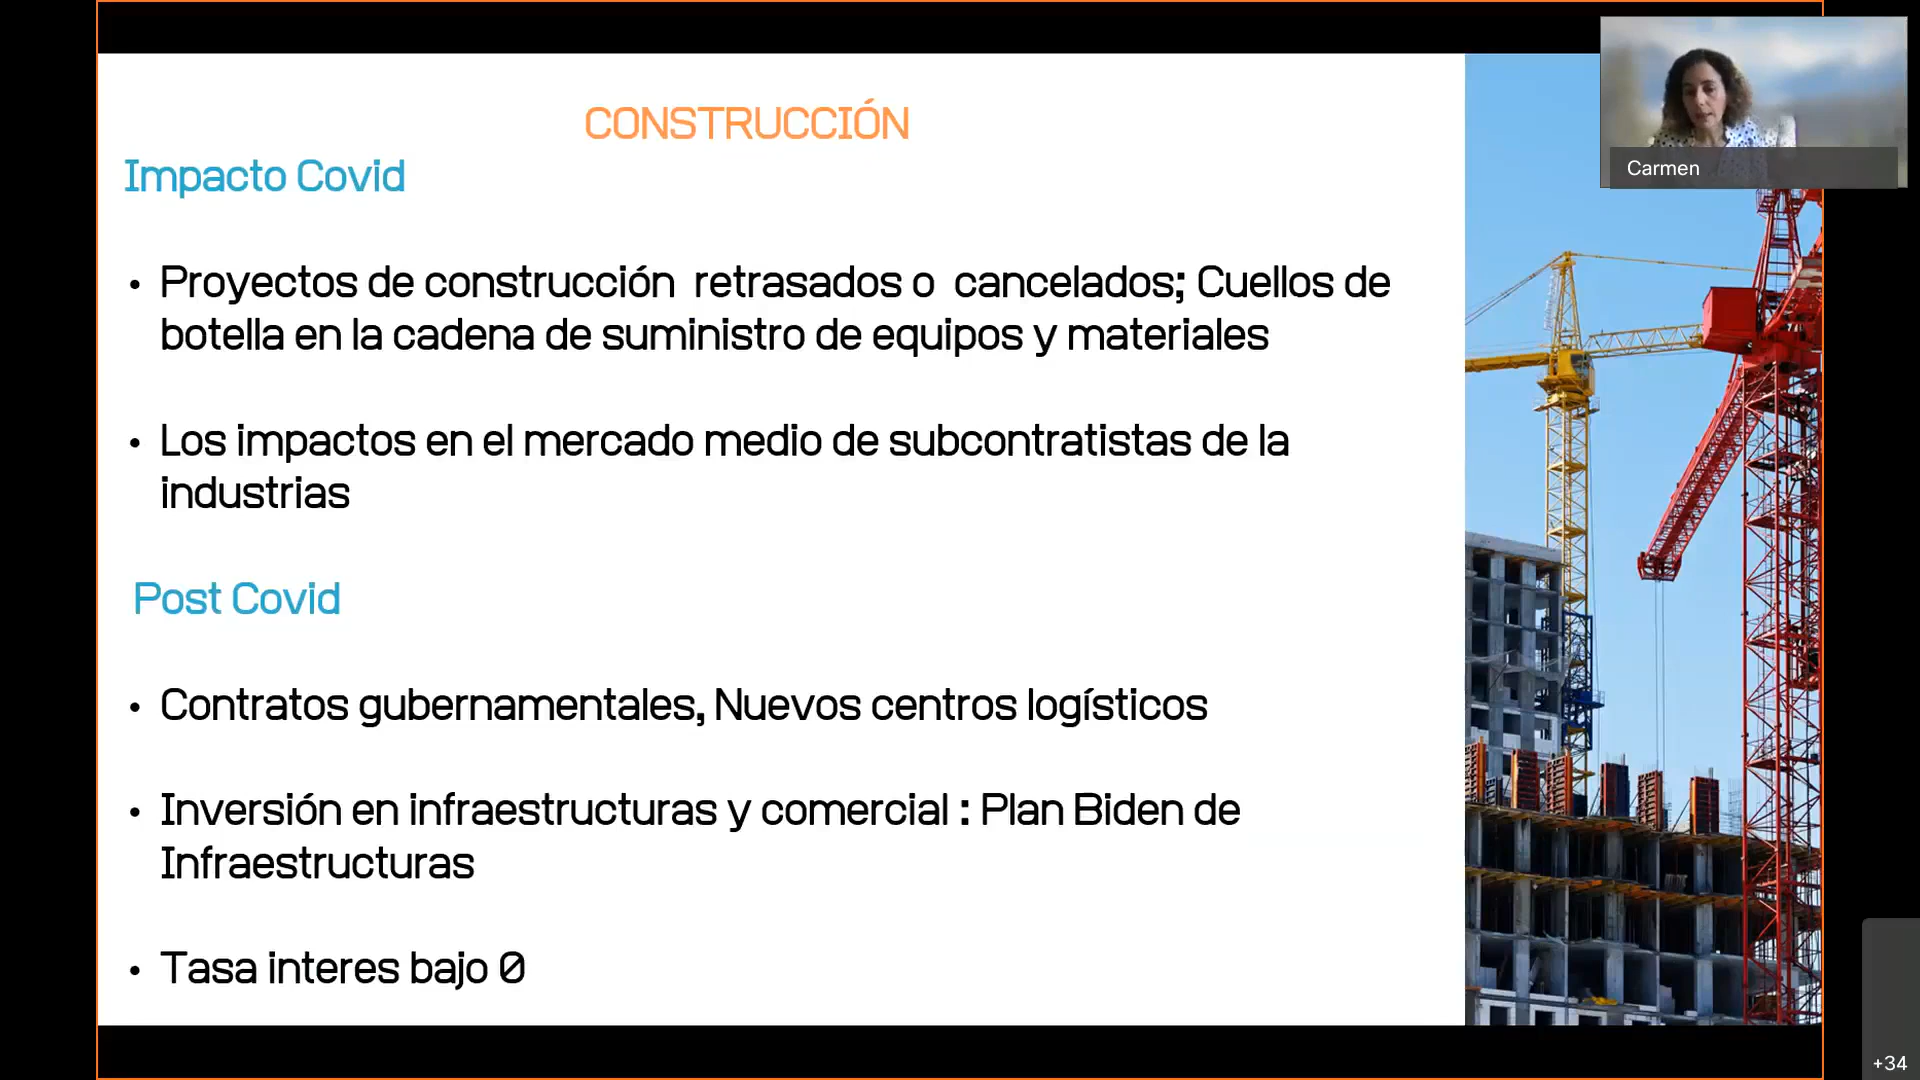 CONSTRUCCIÓN
Impacto Covid
• Proyectos de construcción retrasados o cancelados; Cuellos de
botella en la cadena de suministro de equipos y materiales
• Los impactos en el mercado medio de subcontratistas de la
industrias
Post Covid
• Contratos gubernamentales, Nuevos centros logísticos
• Inversión en infraestructuras y comercial : Plan Biden de
Infraestructuras
• Tasa interes bajo 0
Carmen
+34